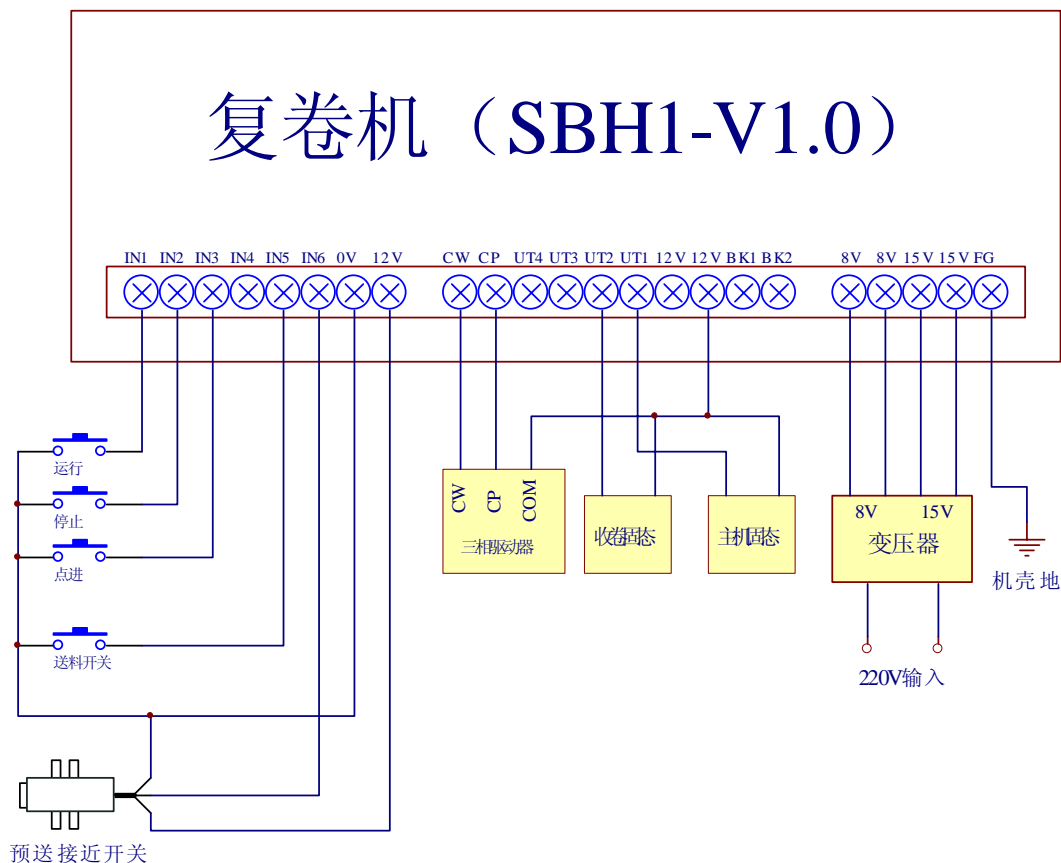 复卷机（SBH1-V1.0）
IN1 IN2 IN3 IN4 IN5 IN6 0V 12V CW CP UT4 UT3 UT2 UT1 12V 12V BK1 BK2 8V 8V 15V 15V FG
运行
停止
点进
送料开关
CW CP COM
三相驱动器
收卷固态
主机固态
8V 15V
变压器
机壳地
220V输入
预送接近开关